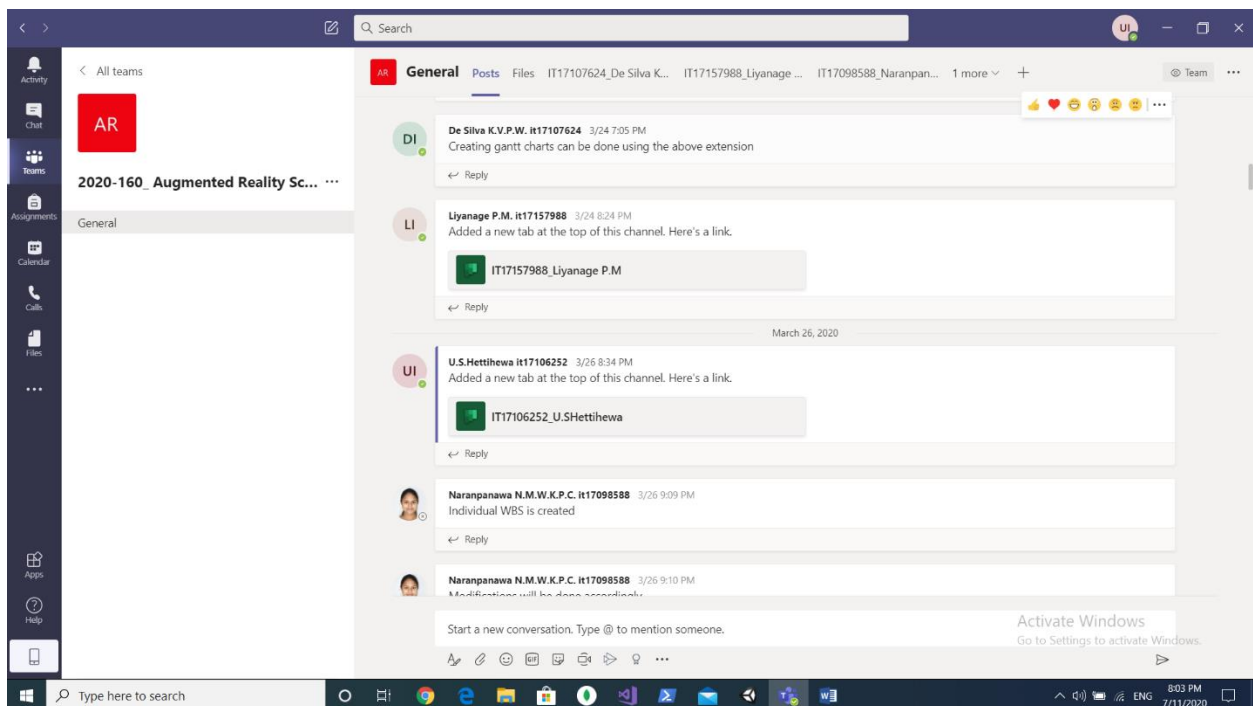 Search
UI
Activity
Chat
Teams
Assignments
Calendar
Calls
Files
Apps
Help
All teams
AR
2020-160_ Augmented Reality Sc... ...
General
AR General Posts Files IT17107624_De Silva K... IT17157988_Liyanage ... IT17098588_Naranpan... 1 more + Team ...
DI
De Silva K.V.P.W. it17107624 3/24 7:05 PM
Creating gantt charts can be done using the above extension
Reply
LI
Liyanage P.M. it17157988 3/24 8:24 PM
Added a new tab at the top of this channel. Here's a link.
IT17157988_Liyanage P.M
Reply
March 26, 2020
UI
U.S.Hettihewa it17106252 3/26 8:34 PM
Added a new tab at the top of this channel. Here's a link.
IT17106252_U.SHettihewa
Reply
Naranpanawa N.M.W.K.P.C. it17098588 3/26 9:09 PM
Individual WBS is created
Reply
Naranpanawa N.M.W.K.P.C. it17098588 3/26 9:10 PM
Modifications will be done accordingly
Start a new conversation. Type @ to mention someone.
GIF
Activate Windows
Go to Settings to activate Windows.
Type here to search
ENG
8:03 PM
7/11/2020